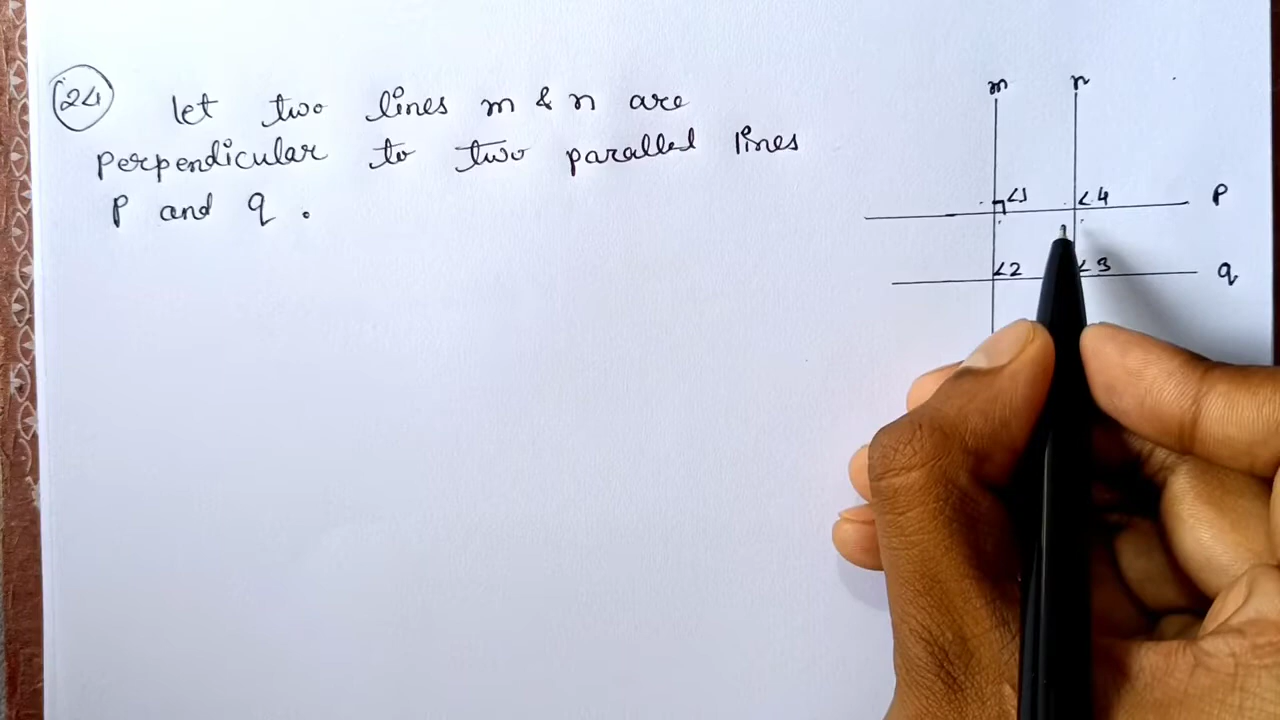 24 Let two lines m & n are
perpendicular to two parallel lines
p and q .
m n
∠1 ∠4 p
∠2 ∠3 q